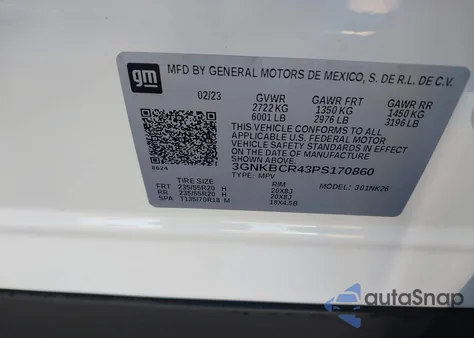 gm
MFD BY GENERAL MOTORS DE MEXICO, S. DE R.L. DE C.V.
02/23 GVWR GAWR FRT GAWR RR
2722 KG 1350 KG 1450 KG
6001 LB 2976 LB 3196 LB
THIS VEHICLE CONFORMS TO ALL
APPLICABLE U.S. FEDERAL MOTOR
VEHICLE SAFETY STANDARDS IN EFFECT
ON THE DATE OF MANUFACTURE SHOWN ABOVE.
3GNKBCR43PS170860
8624
TYPE: MPV MODEL: 301NK26
TIRE SIZE RIM
FRT 235/55R20 H 20X8J
RR 235/55R20 H 20X8J
SPA T135/70R18 M 18X4.5B
autoSnap